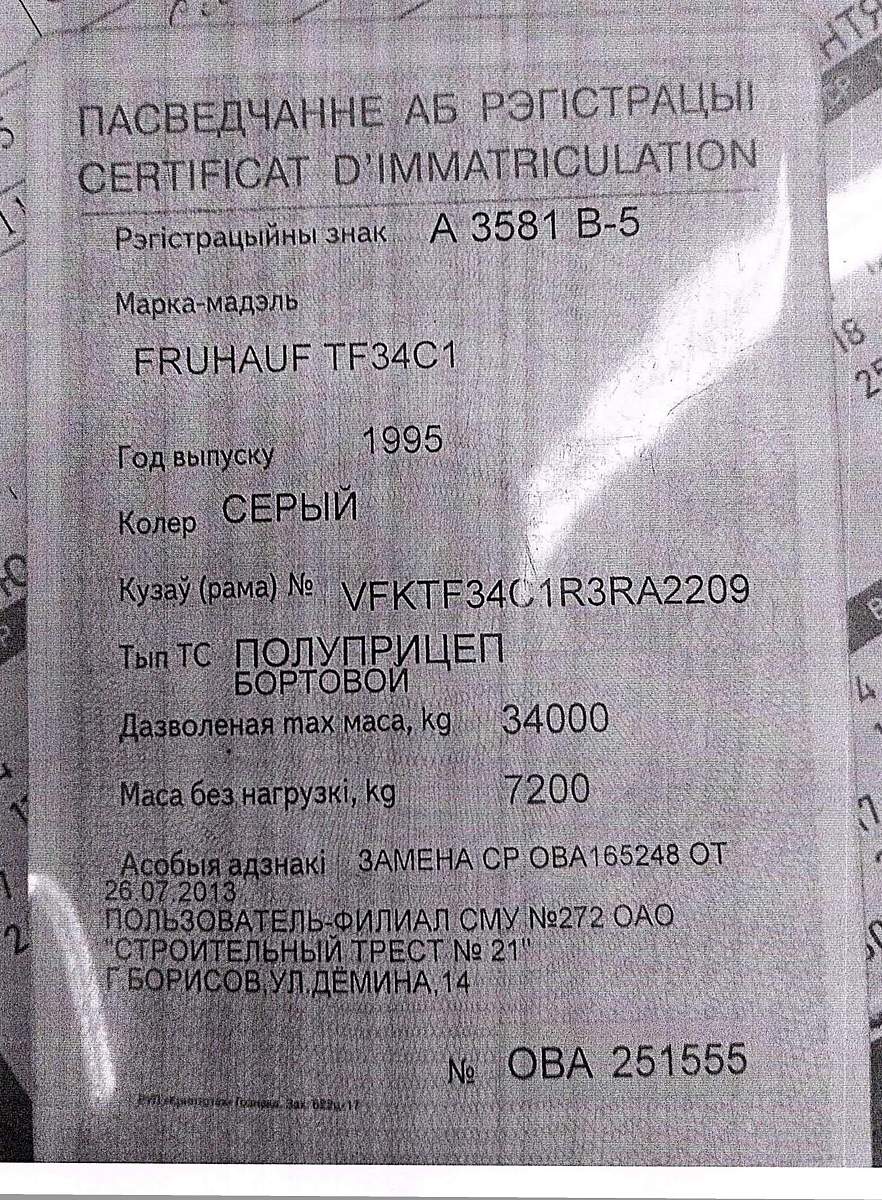 ПАСВЕДЧАННЕ АБ РЭГІСТРАЦЫІ
CERTIFICAT D'IMMATRICULATION
Рэгістрацыйны знак A 3581 B-5
Марка-мадэль
FRUHAUF TF34C1
Год выпуску 1995
Колер СЕРЫЙ
Кузаў (рама) № VFKTF34C1R3RA2209
Тып ТС ПОЛУПРИЦЕП
БОРТОВОЙ
Дазволеная max маса, kg 34000
Маса без нагрузкі, kg 7200
Асобыя адзнакі ЗАМЕНА СР ОВА165248 ОТ
26.07.2013
ПОЛЬЗОВАТЕЛЬ-ФИЛИАЛ СМУ №272 ОАО
"СТРОИТЕЛЬНЫЙ ТРЕСТ № 21"
Г.БОРИСОВ,УЛ.ДЁМИНА,14
№ ОВА 251555
18
25
4